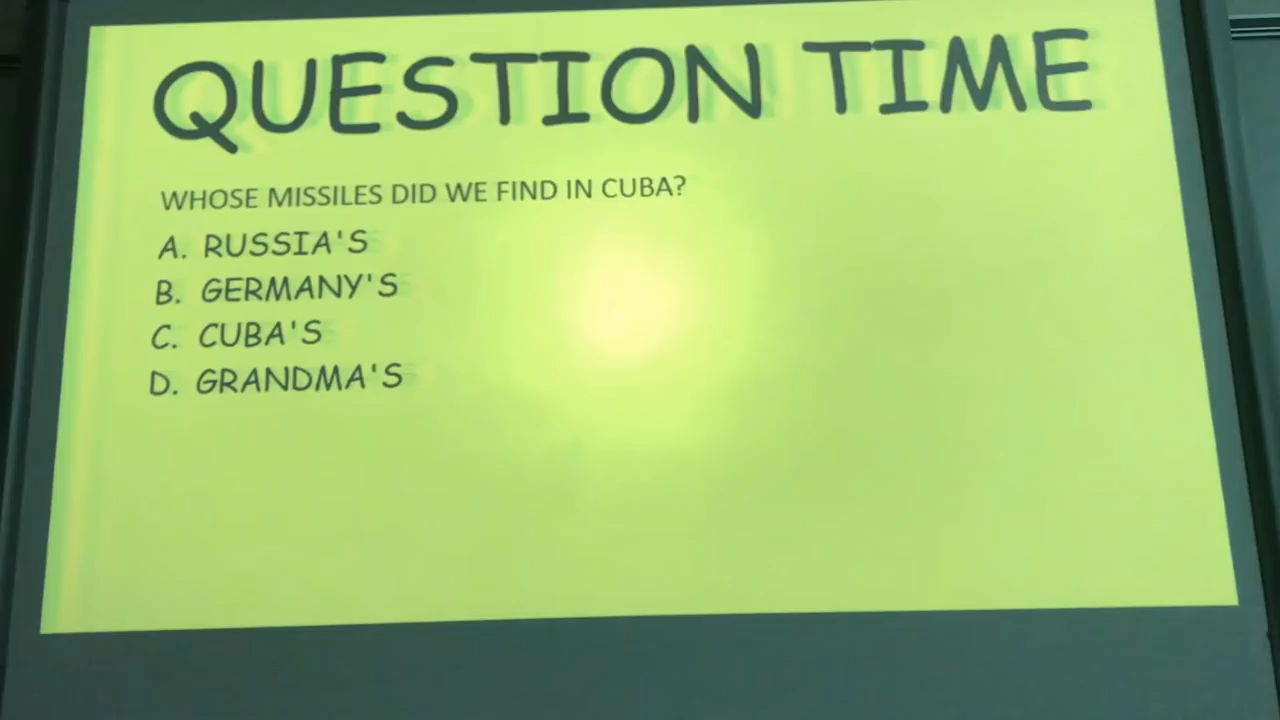 QUESTION TIME
WHOSE MISSILES DID WE FIND IN CUBA?
A. RUSSIA'S
B. GERMANY'S
C. CUBA'S
D. GRANDMA'S